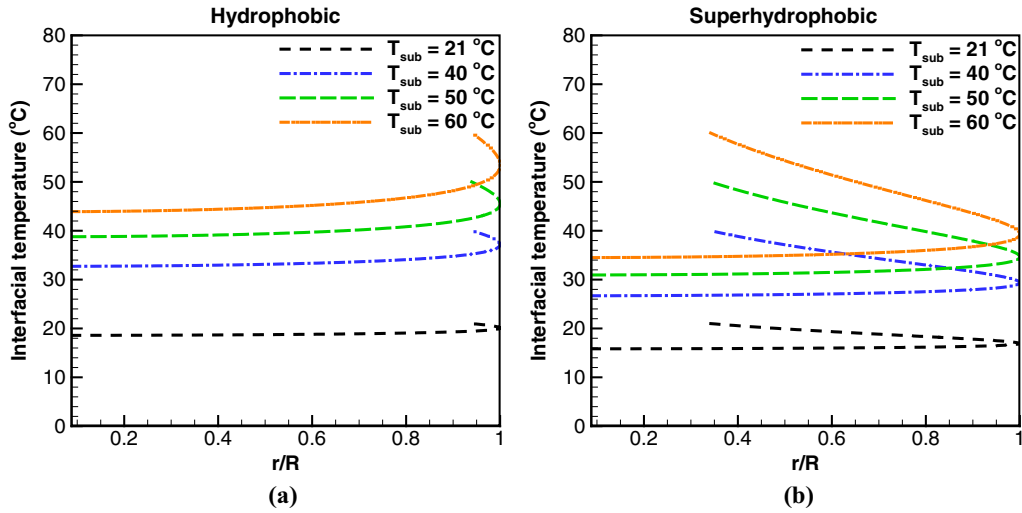 Hydrophobic
80
70
60
50
40
30
20
10
0
Interfacial temperature (°C)
T_sub = 21 °C
T_sub = 40 °C
T_sub = 50 °C
T_sub = 60 °C
0.2 0.4 0.6 0.8 1
r/R
(a)
Superhydrophobic
80
70
60
50
40
30
20
10
0
Interfacial temperature (°C)
T_sub = 21 °C
T_sub = 40 °C
T_sub = 50 °C
T_sub = 60 °C
0.2 0.4 0.6 0.8 1
r/R
(b)